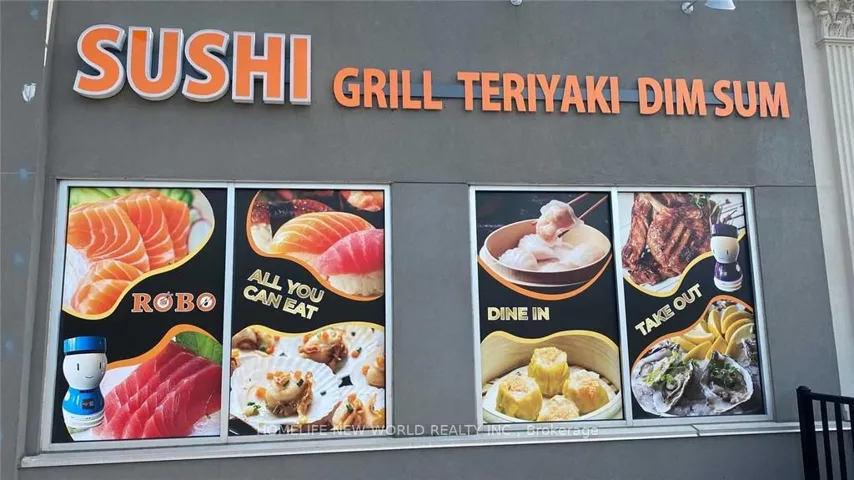 SUSHI GRILL TERIYAKI DIM SUM
ROBO
ALL YOU
CAN EAT
DINE IN
TAKE OUT
HOMELIFE NEW WORLD REALTY INC., Brokerage